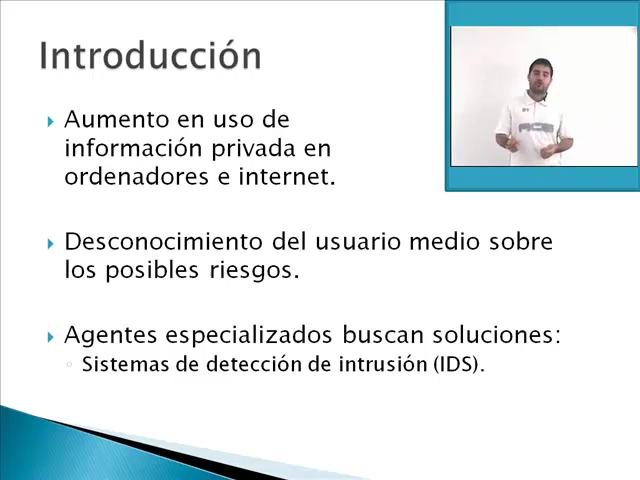 Introducción
Aumento en uso de
información privada en
ordenadores e internet.
Desconocimiento del usuario medio sobre
los posibles riesgos.
Agentes especializados buscan soluciones:
Sistemas de detección de intrusión (IDS).